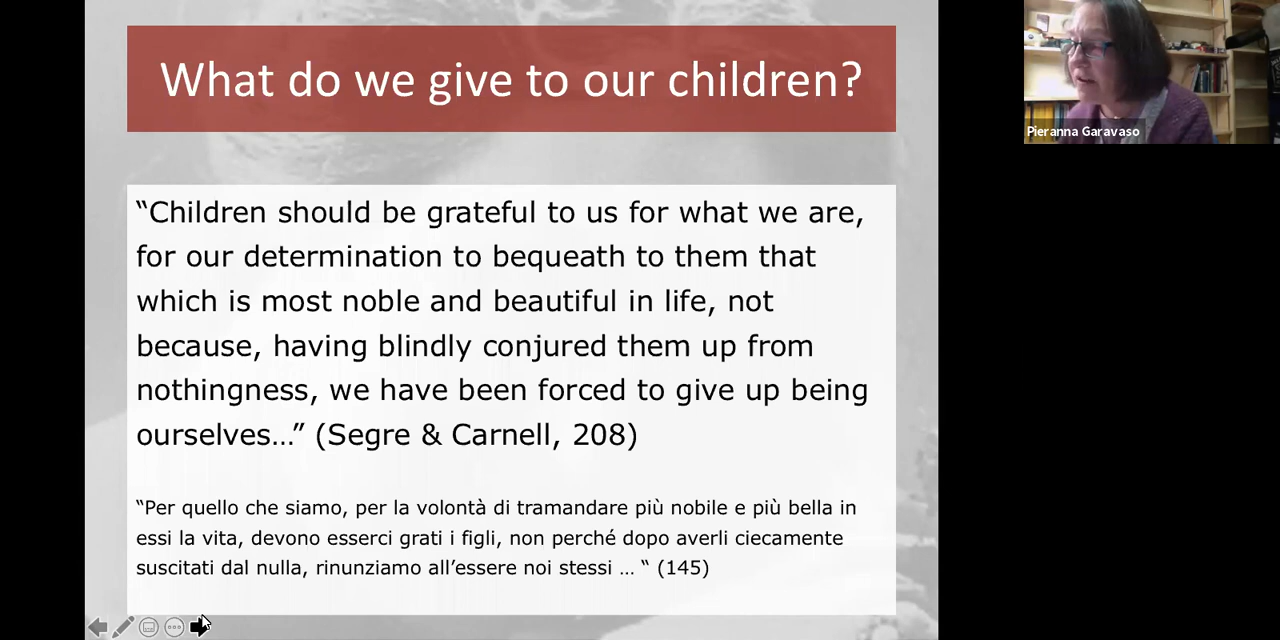 What do we give to our children?
Pieranna Garavaso
“Children should be grateful to us for what we are,
for our determination to bequeath to them that
which is most noble and beautiful in life, not
because, having blindly conjured them up from
nothingness, we have been forced to give up being
ourselves…” (Segre & Carnell, 208)
“Per quello che siamo, per la volontà di tramandare più nobile e più bella in
essi la vita, devono esserci grati i figli, non perché dopo averli ciecamente
suscitati dal nulla, rinunziamo all’essere noi stessi … “ (145)